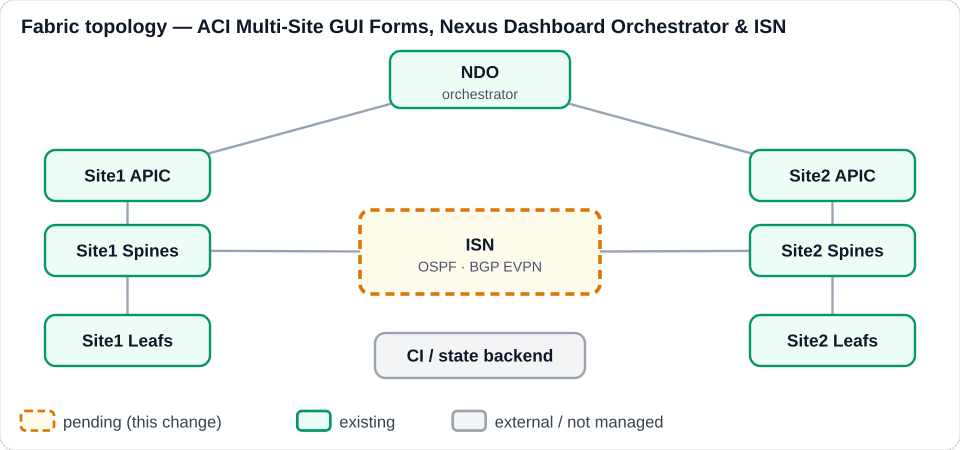 Fabric topology — ACI Multi-Site GUI Forms, Nexus Dashboard Orchestrator & ISN
NDO
orchestrator
Site1 APIC
Site2 APIC
Site1 Spines
ISN
OSPF · BGP EVPN
Site2 Spines
Site1 Leafs
CI / state backend
Site2 Leafs
pending (this change)
existing
external / not managed